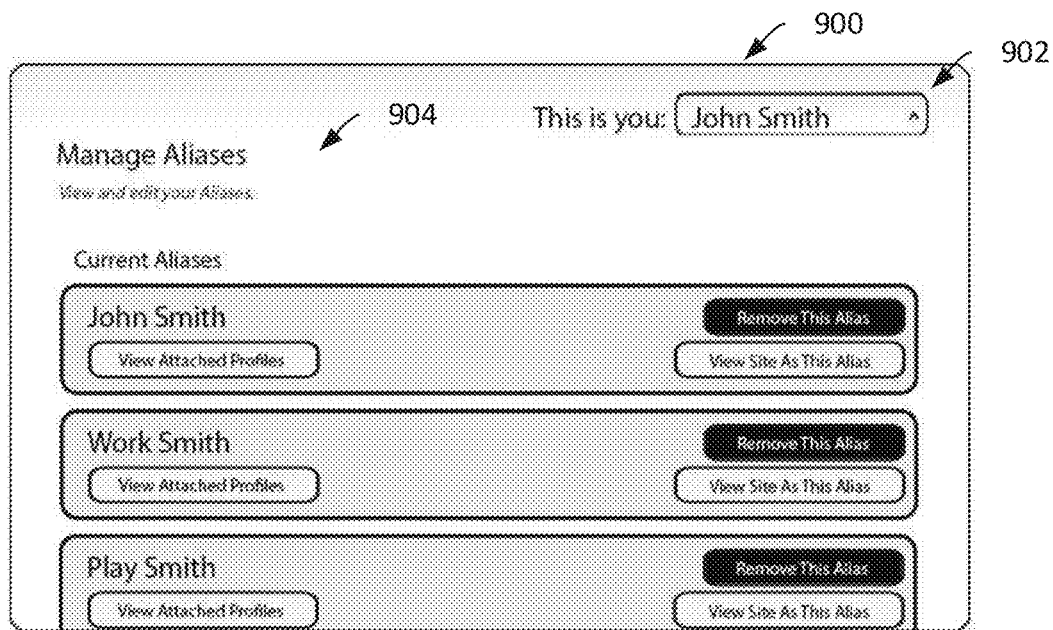 900
902
904
This is you: John Smith ^
Manage Aliases
View and edit your Aliases.
Current Aliases
John Smith
Remove This Alias
View Attached Profiles
View Site As This Alias
Work Smith
Remove This Alias
View Attached Profiles
View Site As This Alias
Play Smith
Remove This Alias
View Attached Profiles
View Site As This Alias